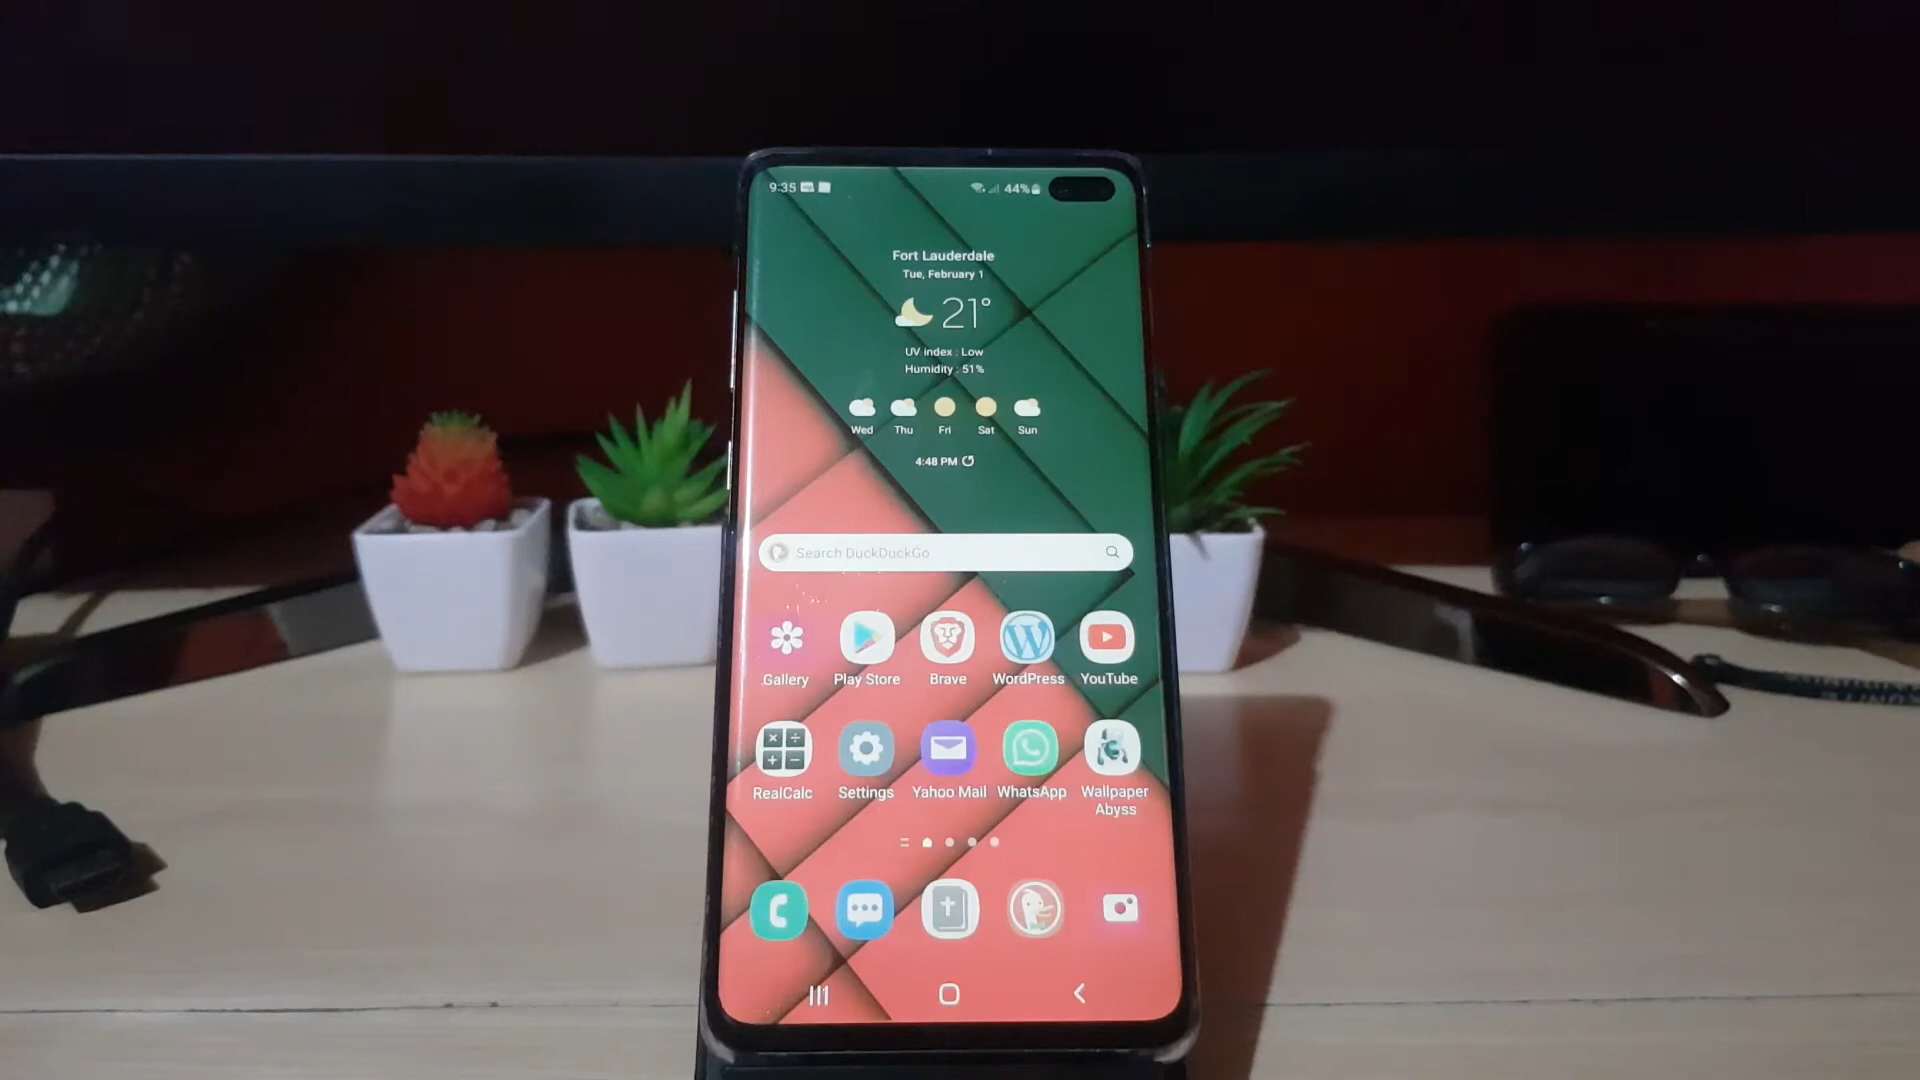 9:35
44%
Fort Lauderdale
Tue, February 1
21°
UV index : Low
Humidity : 51%
Wed Thu Fri Sat Sun
4:48 PM
Search DuckDuckGo
Gallery Play Store Brave WordPress YouTube
RealCalc Settings Yahoo Mail WhatsApp Wallpaper
Abyss